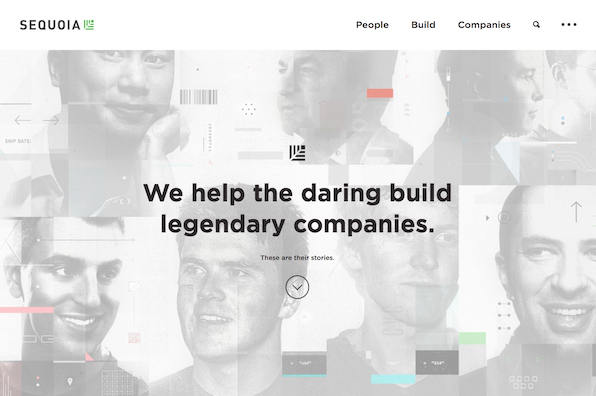 SEQUOIA
People Build Companies
SHIP DATE:
We help the daring build
legendary companies.
These are their stories.